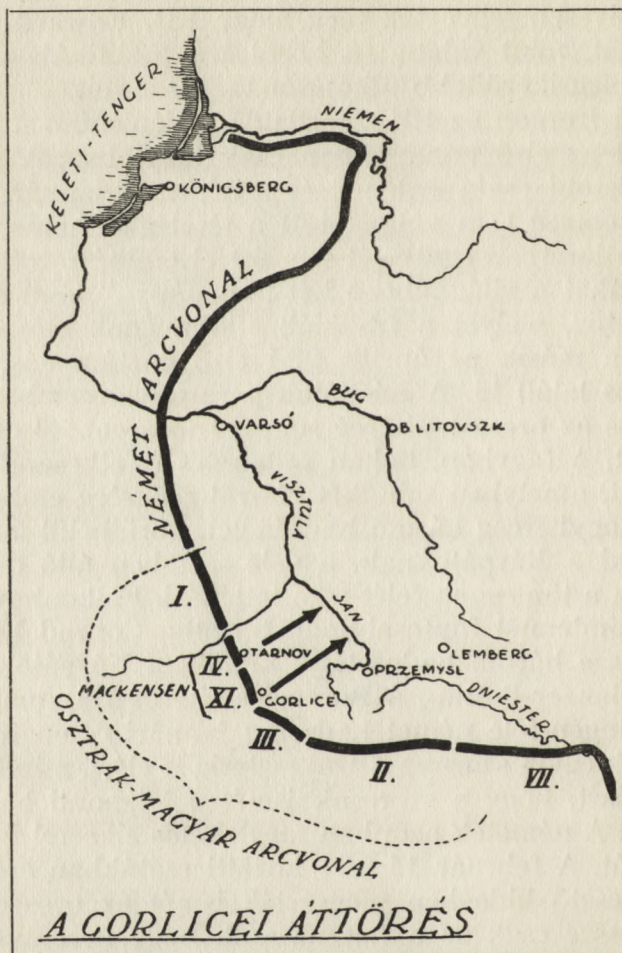 KELETI-TENGER
NIEMEN
KÖNIGSBERG
NÉMET ARCVONAL
BUG
VARSÓ
B. LITOVSZK
VISZTULA
I.
SAN
TARNOV
IV.
LEMBERG
PRZEMYSL
MACKENSEN
XI.
GORLICE
DNIESTER
III.
II.
VII.
OSZTRÁK-MAGYAR ARCVONAL
A GORLICEI ÁTTÖRÉS